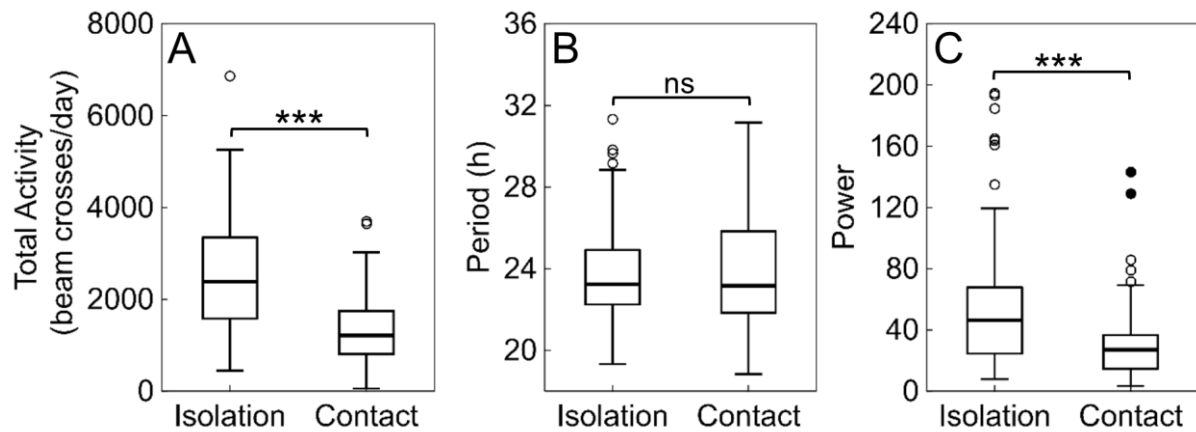 A
Total Activity
(beam crosses/day)
8000
6000
4000
2000
0
***
Isolation Contact
B
Period (h)
36
32
28
24
20
ns
Isolation Contact
C
Power
240
200
160
120
80
40
0
***
Isolation Contact